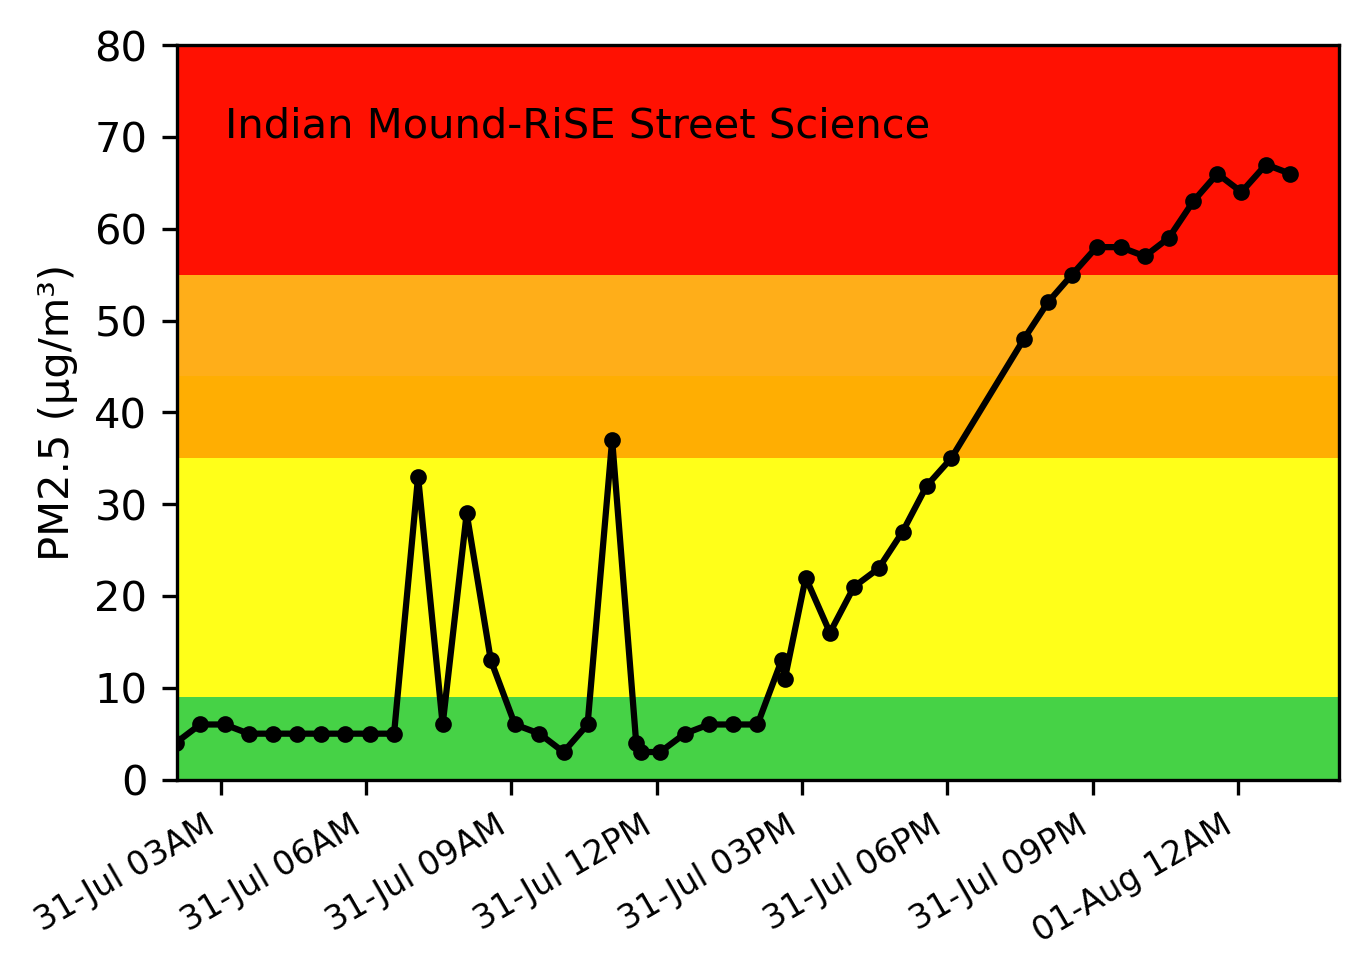 80
Indian Mound-RiSE Street Science
70
60
50
40
30
20
10
0
PM2.5 (µg/m³)
31-Jul 03AM
31-Jul 06AM
31-Jul 09AM
31-Jul 12PM
31-Jul 03PM
31-Jul 06PM
31-Jul 09PM
01-Aug 12AM